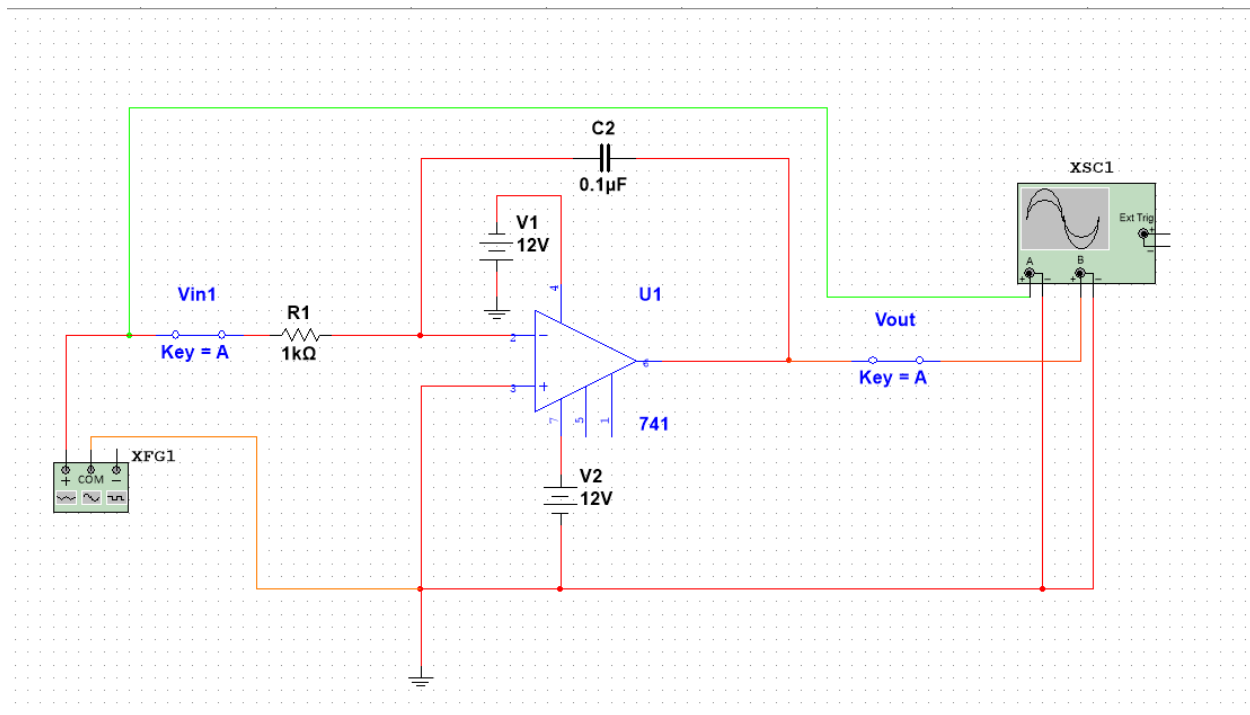 C2
0.1µF
XSC1
Ext Trig
+
−
A
B
+
−
+
−
V1
12V
Vin1
Key = A
R1
1kΩ
U1
4
2
3
6
7
5
1
−
+
741
Vout
Key = A
XFG1
+
COM
−
V2
12V